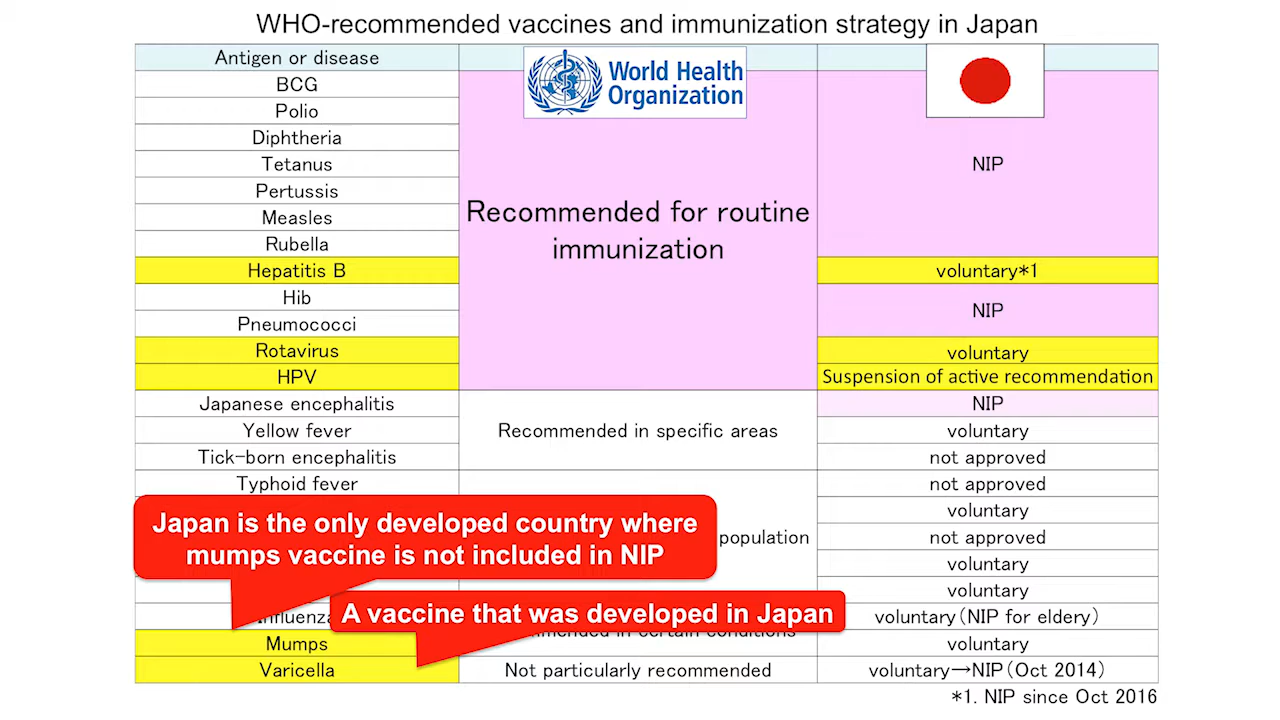 WHO-recommended vaccines and immunization strategy in Japan
Antigen or disease
World Health
Organization
BCG
Polio
Diphtheria
Tetanus
Pertussis
Measles
Rubella
Hepatitis B
Hib
Pneumococci
Rotavirus
HPV
Japanese encephalitis
Yellow fever
Tick-born encephalitis
Typhoid fever
Mumps
Varicella
Recommended for routine
immunization
Recommended in specific areas
population
Not particularly recommended
NIP
voluntary*1
NIP
voluntary
Suspension of active recommendation
NIP
voluntary
not approved
not approved
voluntary
not approved
voluntary
voluntary
voluntary(NIP for eldery)
voluntary
voluntary→NIP(Oct 2014)
Japan is the only developed country where
mumps vaccine is not included in NIP
A vaccine that was developed in Japan
*1. NIP since Oct 2016